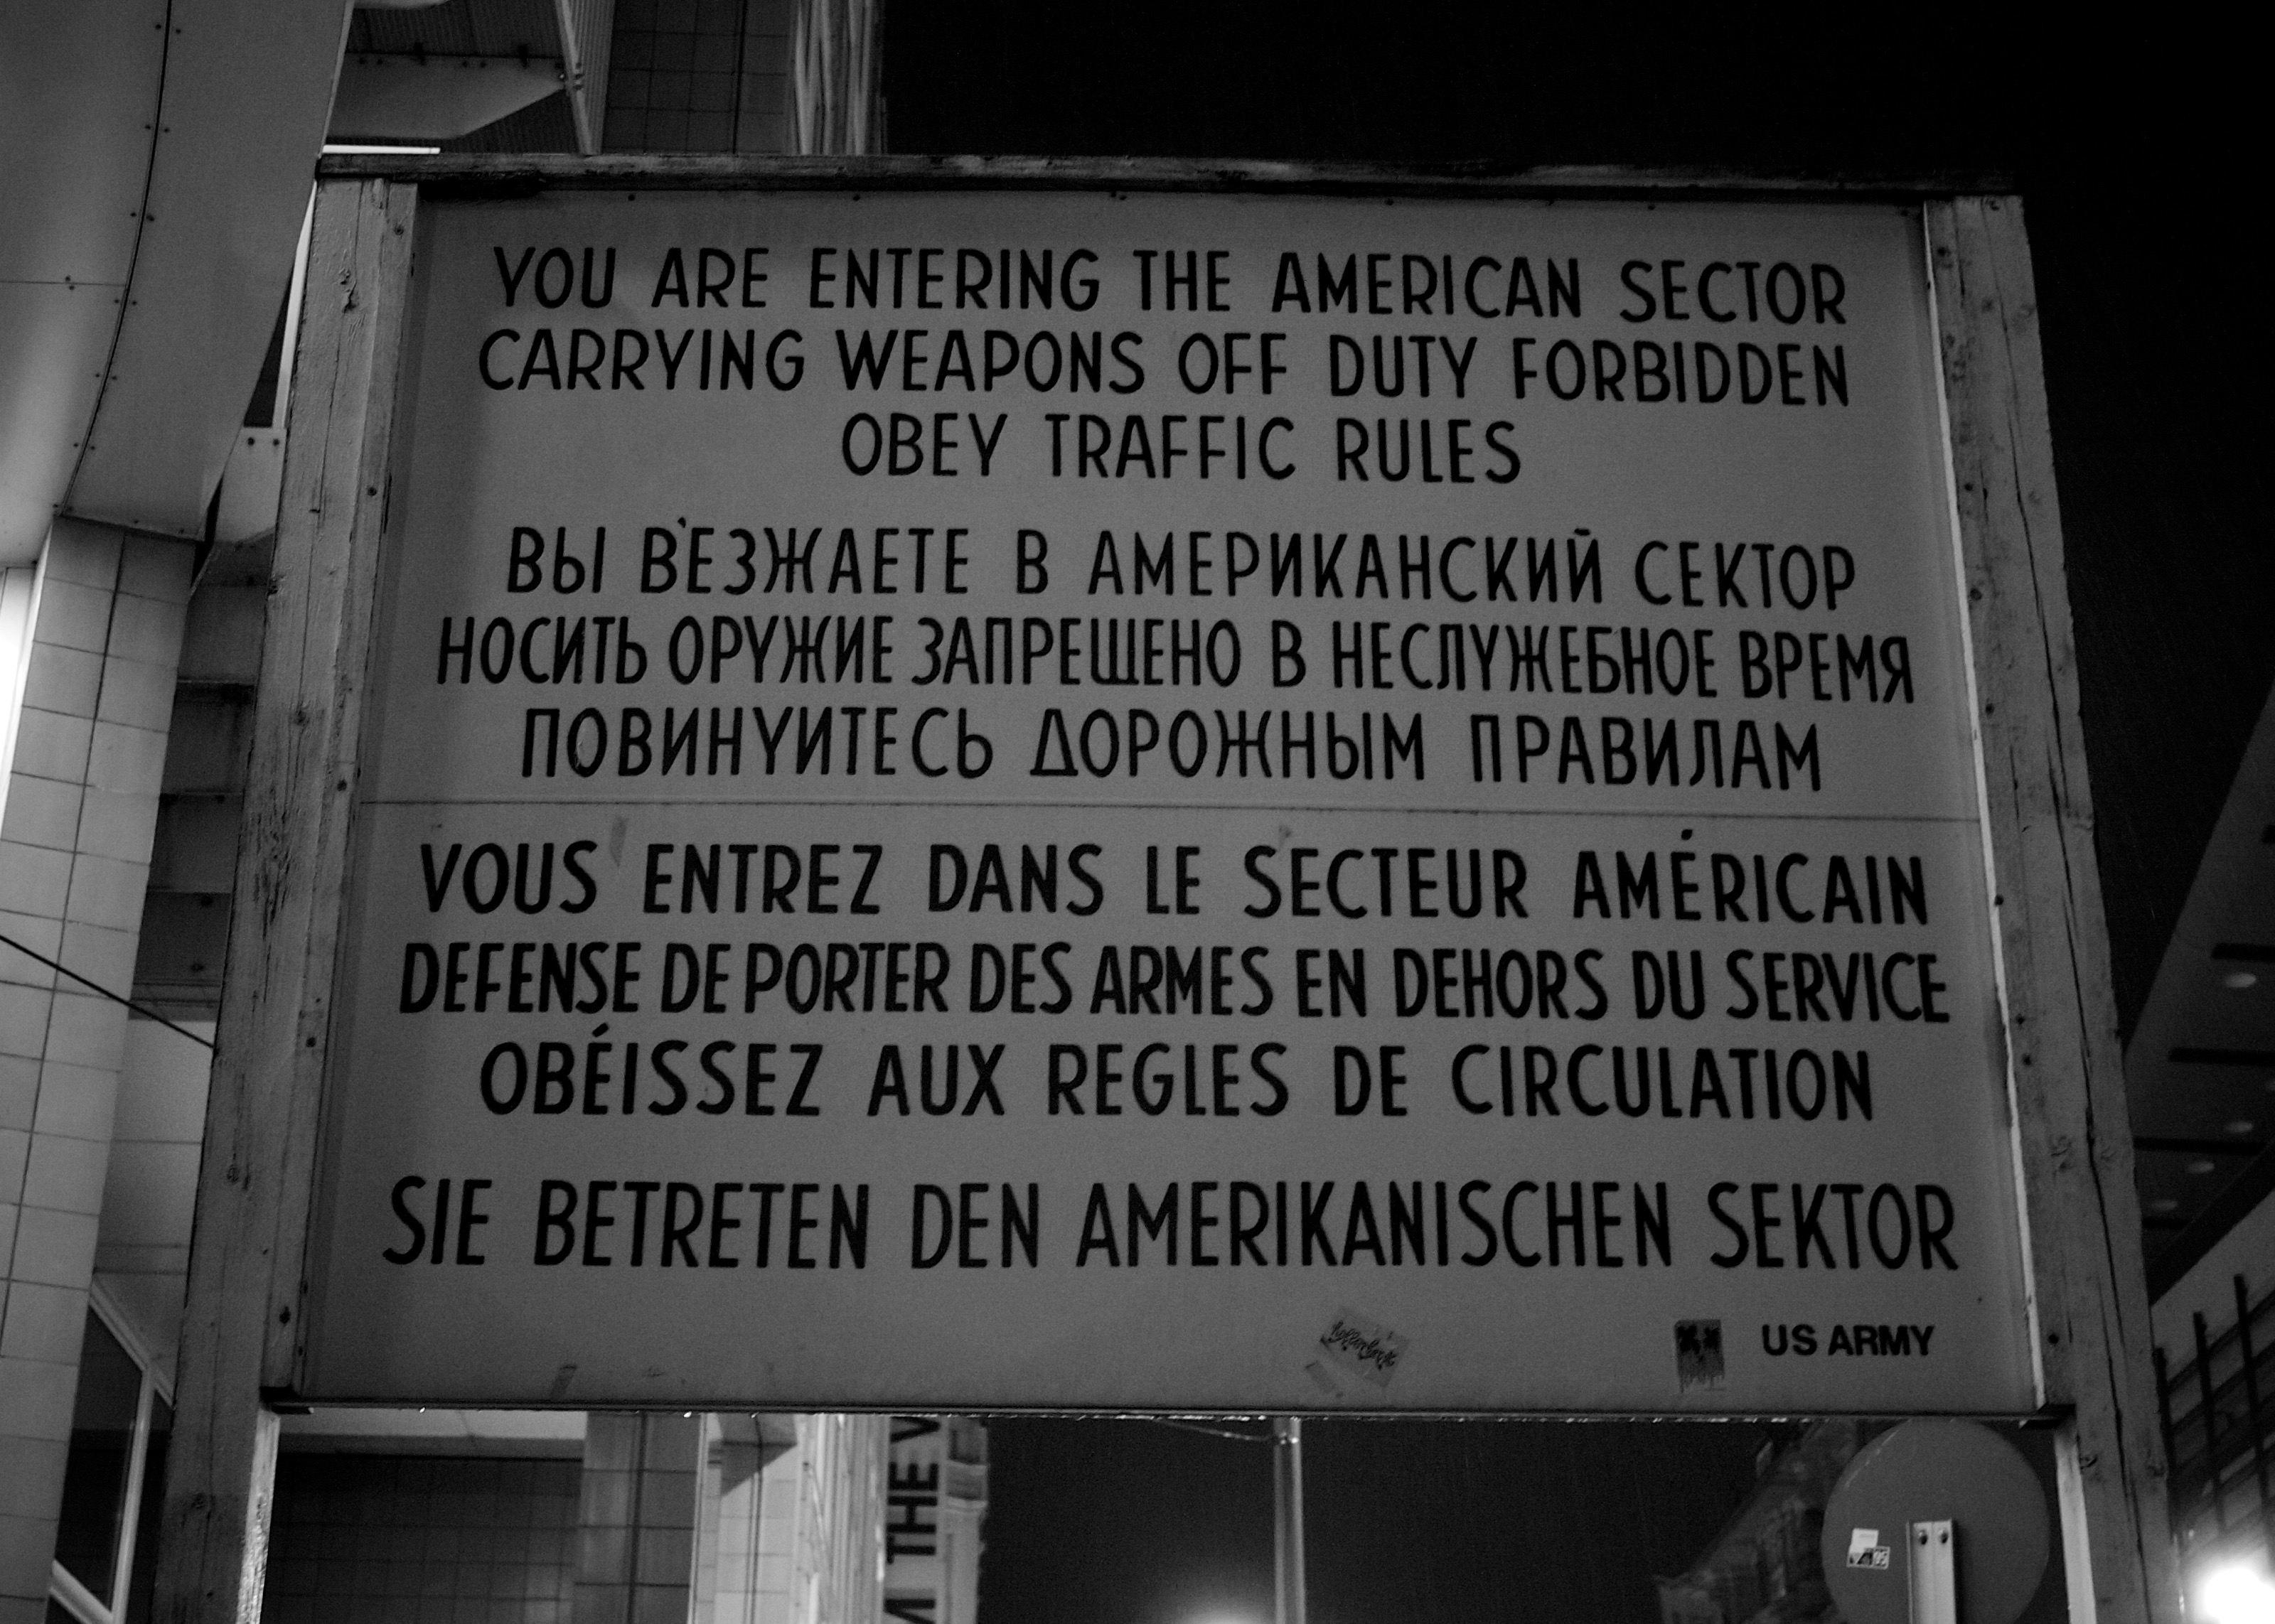 YOU ARE ENTERING THE AMERICAN SECTOR
CARRYING WEAPONS OFF DUTY FORBIDDEN
OBEY TRAFFIC RULES
ВЫ В'ЕЗЖАЕТЕ В АМЕРИКАНСКИЙ СЕКТОР
НОСИТЬ ОРУЖИЕ ЗАПРЕЩЕНО В НЕСЛУЖЕБНОЕ ВРЕМЯ
ПОВИНУИТЕСЬ ДОРОЖНЫМ ПРАВИЛАМ
VOUS ENTREZ DANS LE SECTEUR AMÉRICAIN
DEFENSE DE PORTER DES ARMES EN DEHORS DU SERVICE
OBÉISSEZ AUX REGLES DE CIRCULATION
SIE BETRETEN DEN AMERIKANISCHEN SEKTOR
US ARMY
THE